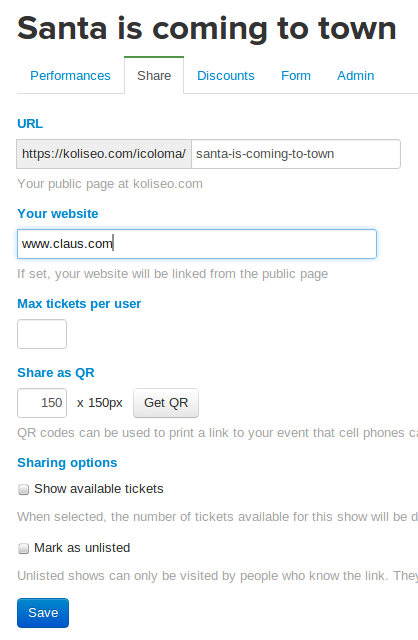 Santa is coming to town
Performances Share Discounts Form Admin
URL
https://koliseo.com/icoloma/ santa-is-coming-to-town
Your public page at koliseo.com
Your website
www.claus.com
If set, your website will be linked from the public page
Max tickets per user
Share as QR
150 x 150px Get QR
QR codes can be used to print a link to your event that cell phones
Sharing options
Show available tickets
When selected, the number of tickets available for this show will be
Mark as unlisted
Unlisted shows can only be visited by people who know the link. They
Save